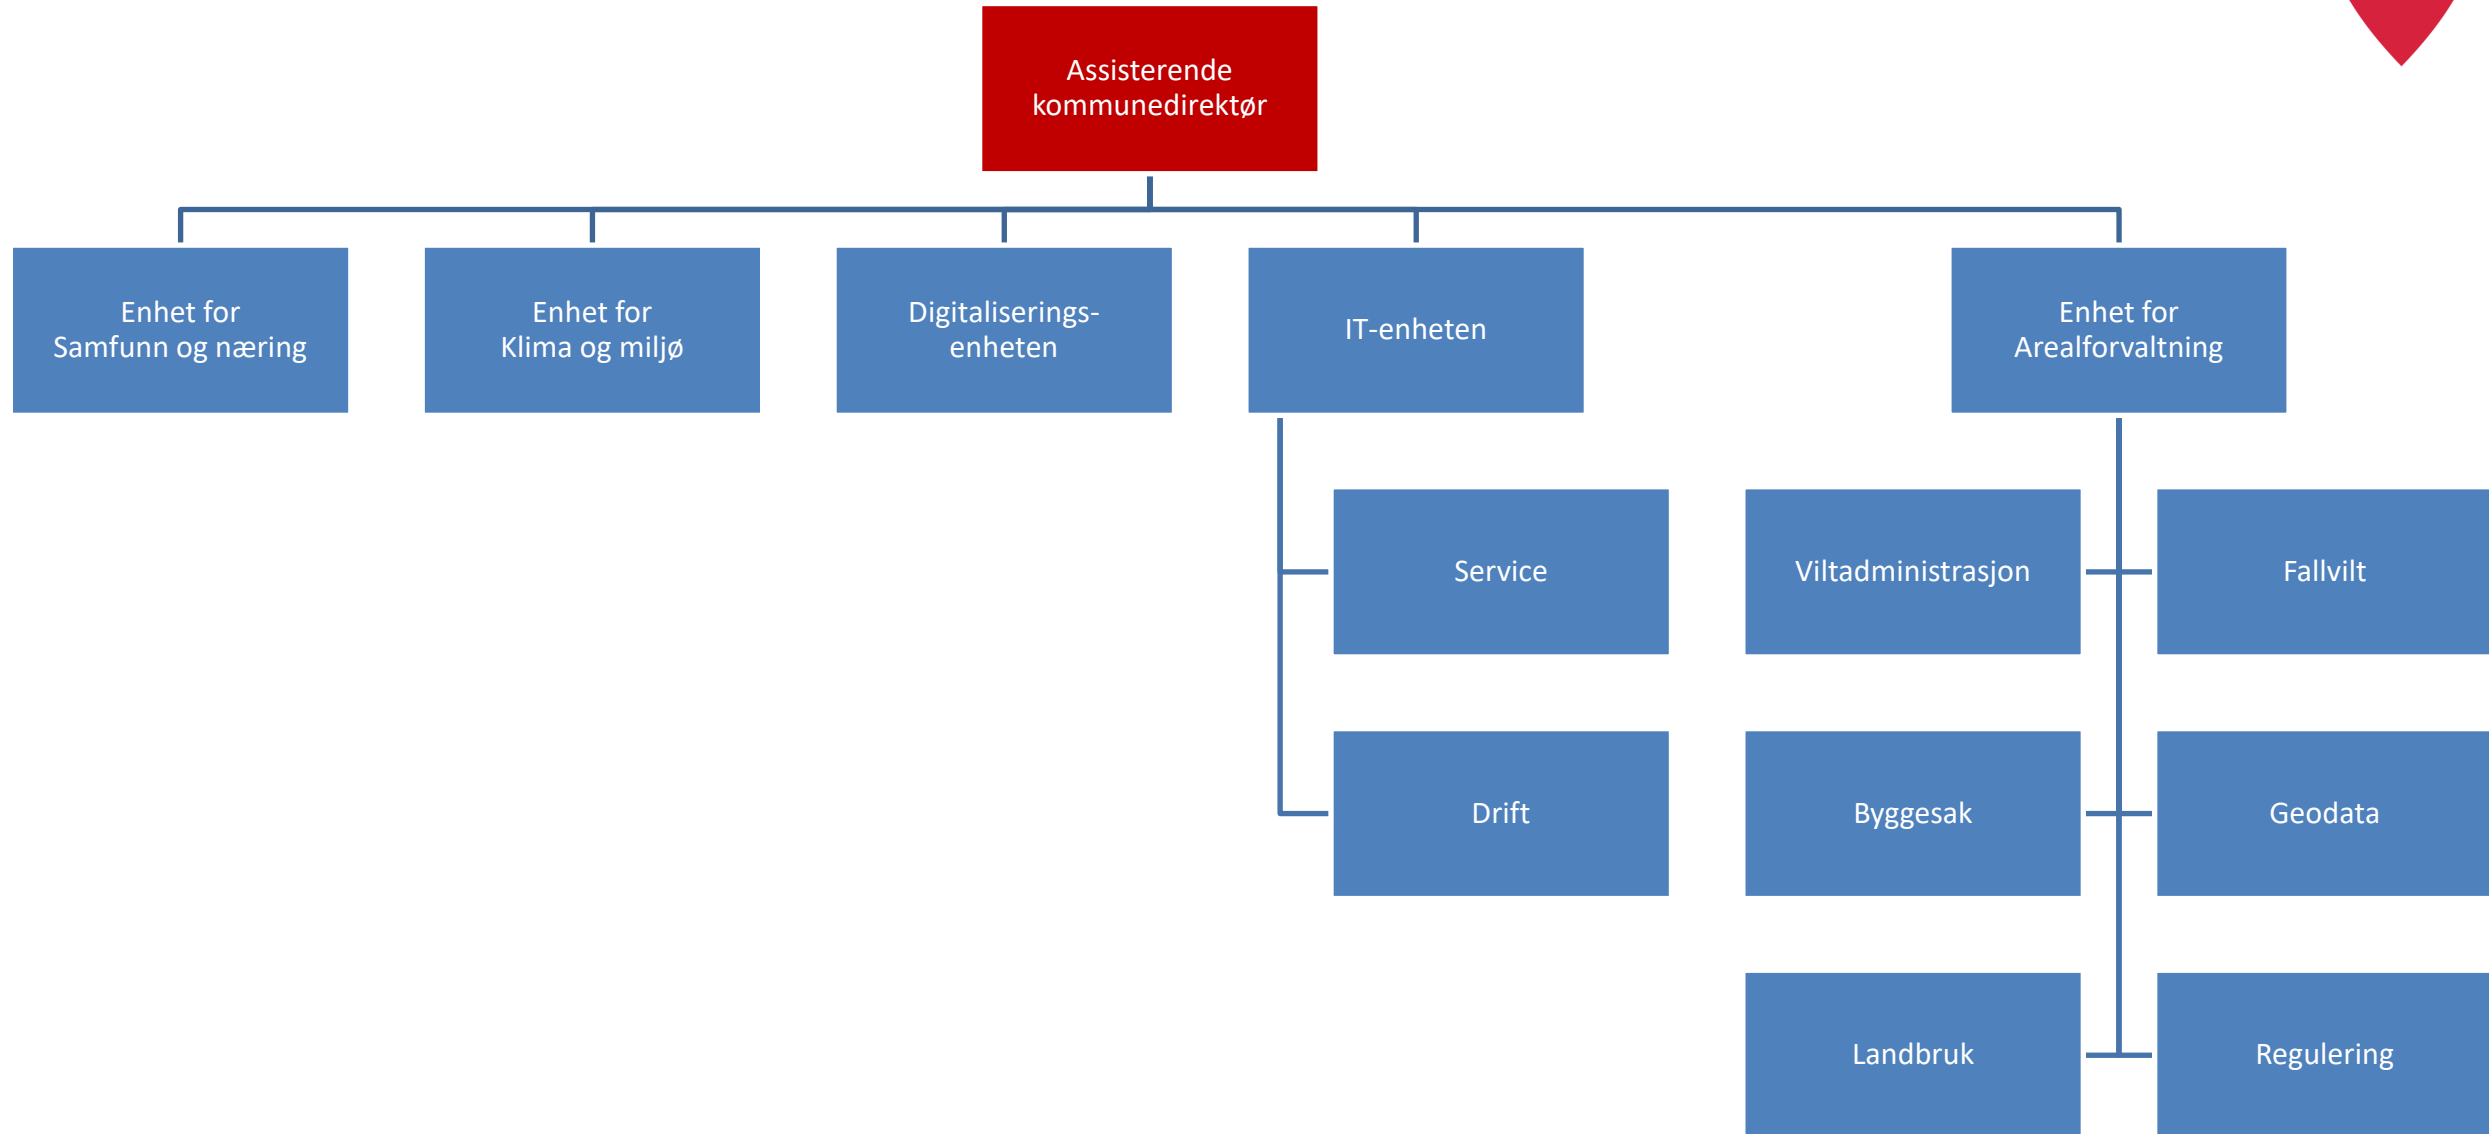 Assisterende
kommunedirektør
Enhet for
Samfunn og næring
Enhet for
Klima og miljø
Digitaliserings-
enheten
IT-enheten
Enhet for
Arealforvaltning
Service
Viltadministrasjon
Fallvilt
Drift
Byggesak
Geodata
Landbruk
Regulering